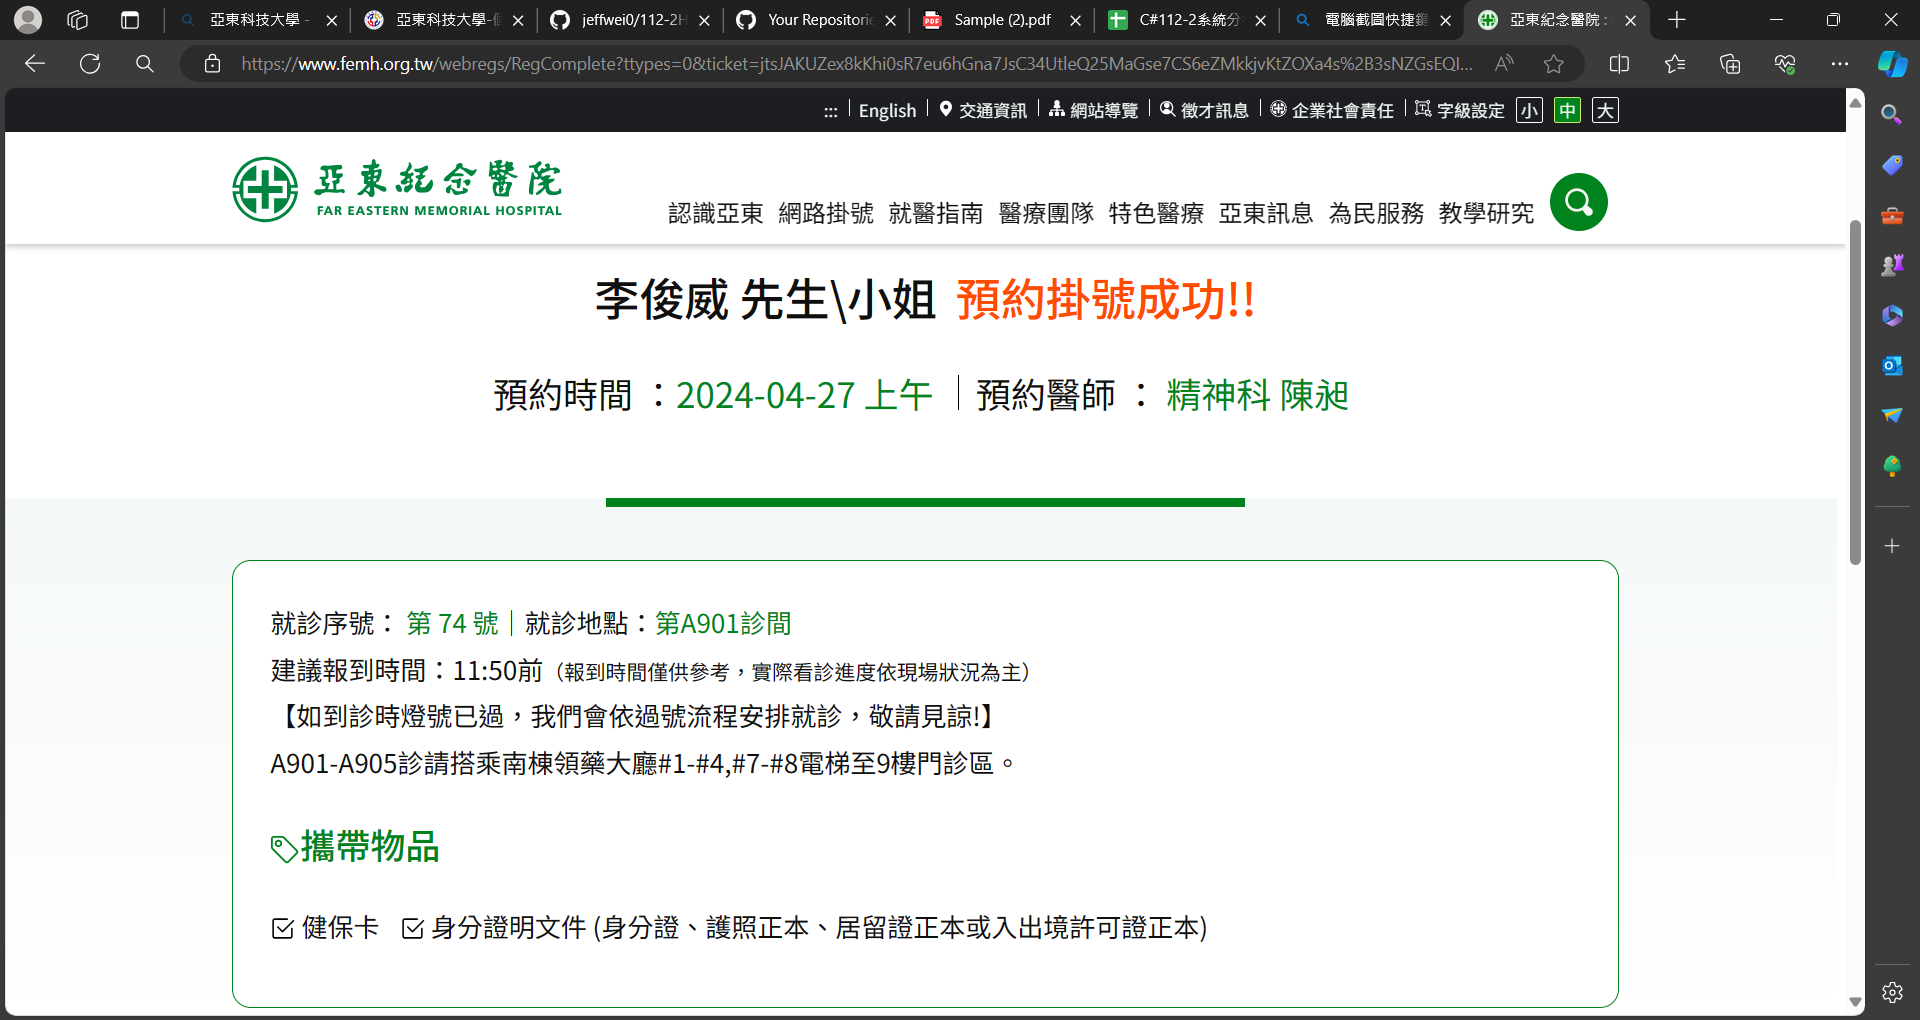 亞東科技大學 -
亞東科技大學-個
jeffwei0/112-2H
Your Repositorie
Sample (2).pdf
C#112-2系統分
電腦截圖快捷鍵
亞東紀念醫院 :
https://www.femh.org.tw/webregs/RegComplete?ttypes=0&ticket=jtsJAKUZex8kKhi0sR7eu6hGna7JsC34UtleQ25MaGse7CS6eZMkkjvKtZOXa4s%2B3sNZGsEQI...
::: English 交通資訊 網站導覽 徵才訊息 企業社會責任 字級設定 小 中 大
亞東紀念醫院
FAR EASTERN MEMORIAL HOSPITAL
認識亞東 網路掛號 就醫指南 醫療團隊 特色醫療 亞東訊息 為民服務 教學研究
李俊威 先生\小姐 預約掛號成功!!
預約時間 ：2024-04-27 上午 ｜預約醫師 ： 精神科 陳昶
就診序號： 第 74 號｜就診地點：第A901診間
建議報到時間：11:50前（報到時間僅供參考，實際看診進度依現場狀況為主）
【如到診時燈號已過，我們會依過號流程安排就診，敬請見諒!】
A901-A905診請搭乘南棟領藥大廳#1-#4,#7-#8電梯至9樓門診區。
攜帶物品
健保卡 身分證明文件 (身分證、護照正本、居留證正本或入出境許可證正本)